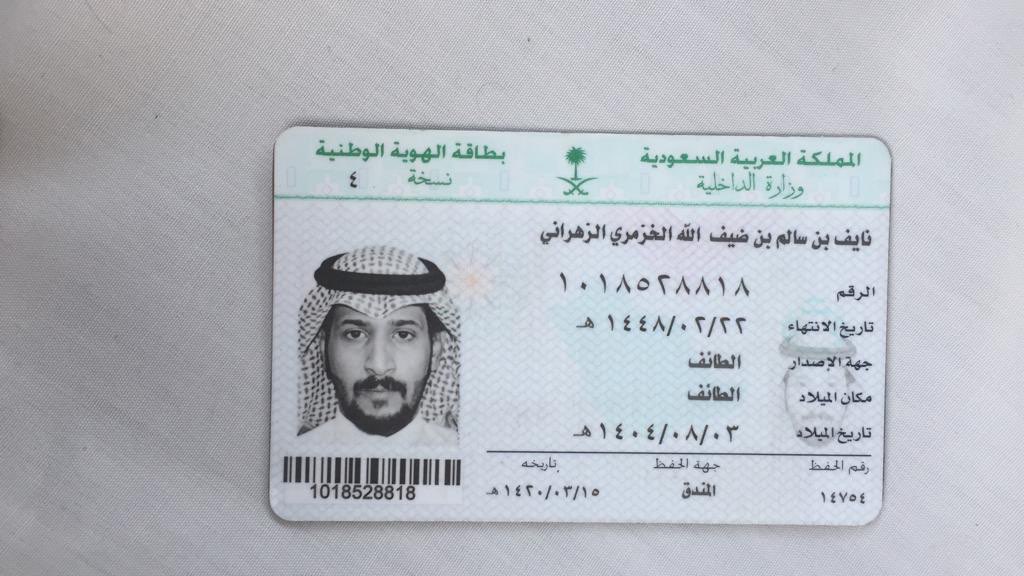 المملكة العربية السعودية
وزارة الداخلية
بطاقة الهوية الوطنية
نسخة ٤
نايف بن سالم بن ضيف الله الخزمري الزهراني
الرقم ١٠١٨٥٢٨٨١٨
تاريخ الانتهاء ١٤٤٨/٠٢/٢٢ هـ
جهة الإصدار الطائف
مكان الميلاد الطائف
تاريخ الميلاد ١٤٠٤/٠٨/٠٣ هـ
رقم الحفظ جهة الحفظ تاريخه
١٤٧٥٤ المندق ١٤٢٠/٠٣/١٥ هـ
1018528818